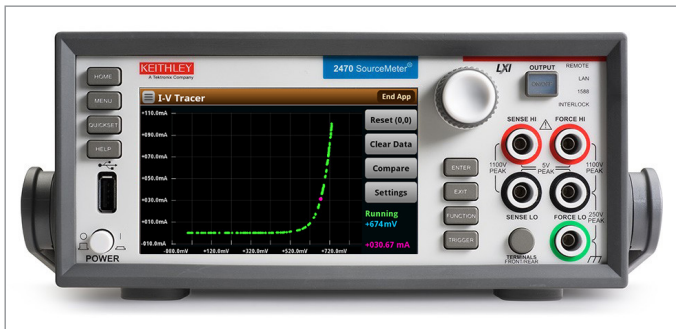 KEITHLEY
A Tektronix Company
2470 SourceMeter®
HOME
MENU
QUICKSET
HELP
POWER
I-V Tracer
End App
+110.0mA
+090.0mA
+070.0mA
+050.0mA
+030.0mA
+010.0mA
-010.0mA
-080.0mV
+120.0mV
+320.0mV
+520.0mV
+720.0mV
Reset (0,0)
Clear Data
Compare
Settings
Running
+674mV
+030.67 mA
LXI
OUTPUT
ON/OFF
REMOTE
LAN
1588
INTERLOCK
ENTER
EXIT
FUNCTION
TRIGGER
SENSE HI
FORCE HI
1100V
PEAK
5V
PEAK
1100V
PEAK
SENSE LO
FORCE LO
250V
PEAK
TERMINALS
FRONT/REAR